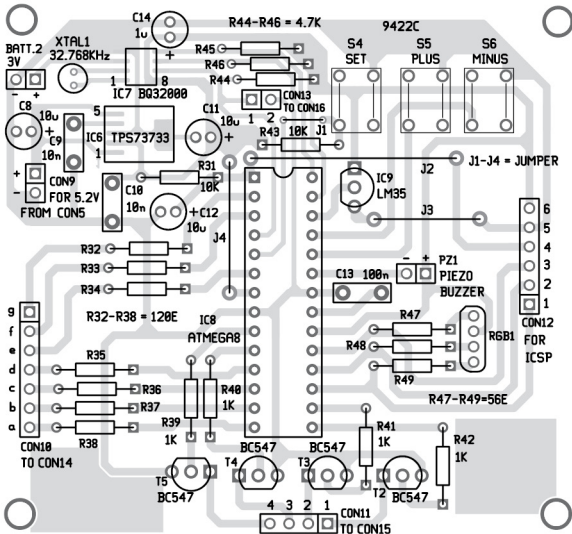 C14
1u
+
R44-R46 = 4.7K
9422C
BATT.2
3V
- +
XTAL1
32.768KHz
R45
R46
R44
S4
SET
S5
PLUS
S6
MINUS
1 8
IC7 BQ32000
CON13
TO CON16
1 2
C8
10u
+
C9
10n
5
IC6
1
TPS73733
C11
10u
+
R43
10K
J1
J2
J1-J4 = JUMPER
+
-
CON9
FOR 5.2V
FROM CON5
C10
10n
R31
10K
C12
10u
+
IC9
LM35
J3
J4
R32
R33
R34
R32-R38 = 120E
C13 100n
- +
PZ1
PIEZO
BUZZER
6
5
4
3
2
1
CON12
FOR
ICSP
IC8
ATMEGA8
g
f
e
d
c
b
a
CON10
TO CON14
R35
R36
R37
R38
R39
1K
R40
1K
R47
R48
R49
RGB1
R47-R49=56E
R41
1K
R42
1K
T5
BC547
BC547
T4
BC547
T3
T2
BC547
4 3 2 1
CON11
TO CON15